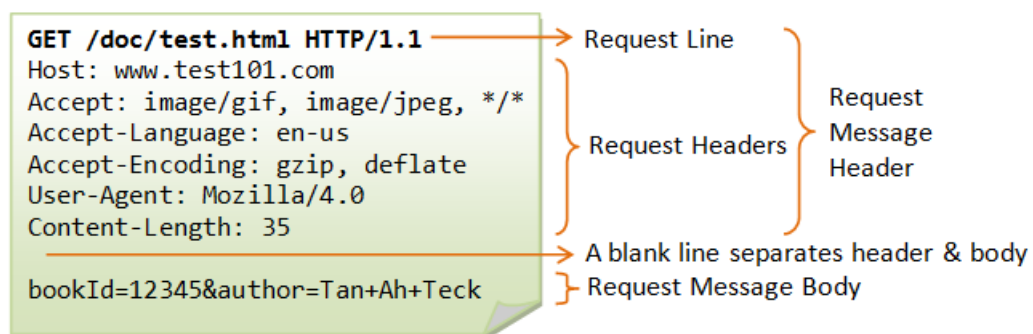 GET /doc/test.html HTTP/1.1
Host: www.test101.com
Accept: image/gif, image/jpeg, */*
Accept-Language: en-us
Accept-Encoding: gzip, deflate
User-Agent: Mozilla/4.0
Content-Length: 35
bookId=12345&author=Tan+Ah+Teck
Request Line
Request Headers
Request
Message
Header
A blank line separates header & body
Request Message Body